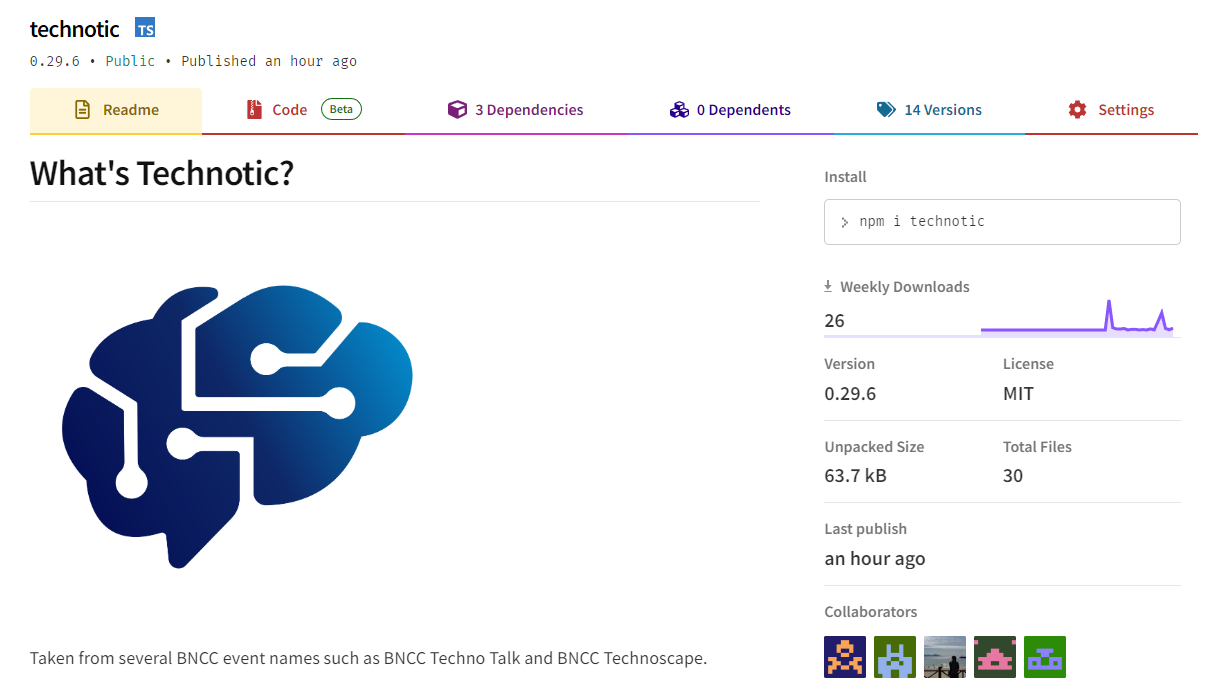 technotic TS
0.29.6 • Public • Published an hour ago
Readme
Code Beta
3 Dependencies
0 Dependents
14 Versions
Settings
What's Technotic?
Taken from several BNCC event names such as BNCC Techno Talk and BNCC Technoscape.
Install
> npm i technotic
Weekly Downloads
26
Version
0.29.6
License
MIT
Unpacked Size
63.7 kB
Total Files
30
Last publish
an hour ago
Collaborators